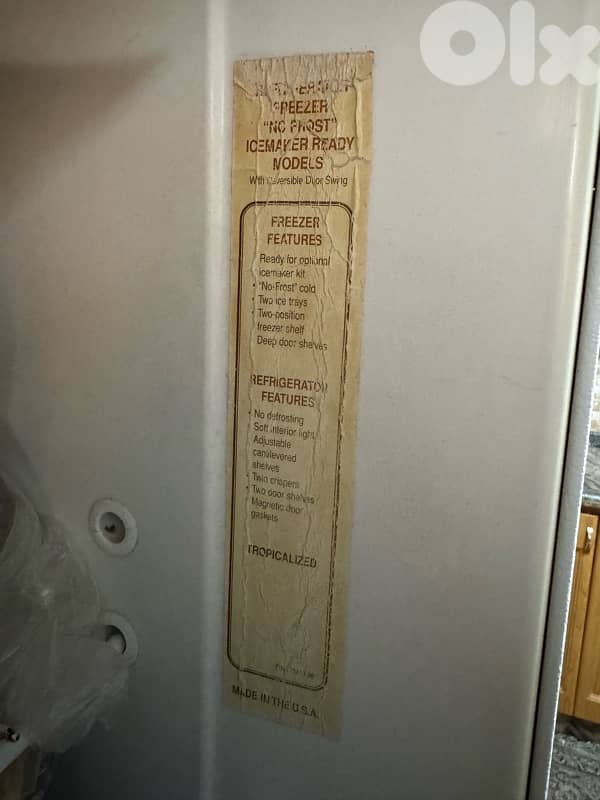 OlX
FREEZER
"NO FROST"
ICEMAKER READY
MODELS
With Reversible Door Swing
FREEZER
FEATURES
Ready for optional
icemaker kit
• "No-Frost" cold
• Two ice trays
• Two-position
freezer shelf
Deep door shelves
REFRIGERATOR
FEATURES
• No defrosting
Soft interior light
Adjustable
cantilevered
shelves
• Twin crispers
• Two door shelves
• Magnetic door
gaskets
TROPICALIZED
MADE IN THE U.S.A.